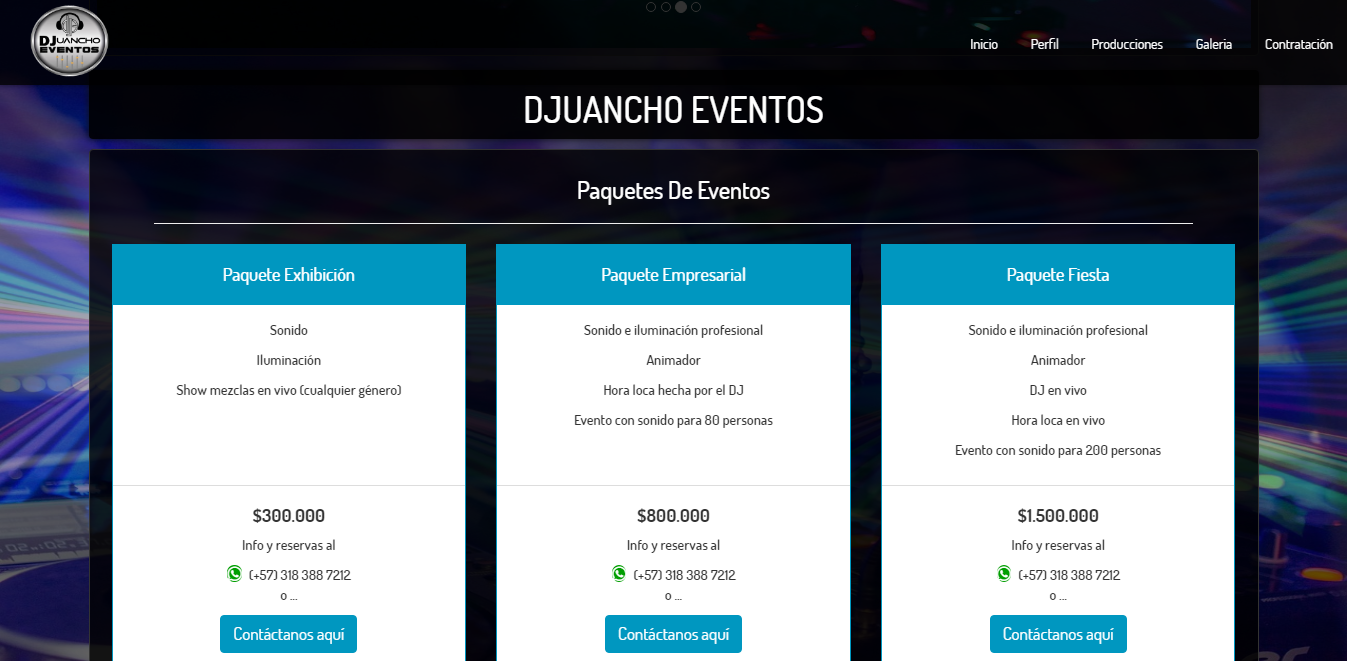 DJUANCHO
EVENTOS
Inicio
Perfil
Producciones
Galeria
Contratación
DJUANCHO EVENTOS
Paquetes De Eventos
Paquete Exhibición
Sonido
Iluminación
Show mezclas en vivo (cualquier género)
$300.000
Info y reservas al
(+57) 318 388 7212
o ...
Contáctanos aquí
Paquete Empresarial
Sonido e iluminación profesional
Animador
Hora loca hecha por el DJ
Evento con sonido para 80 personas
$800.000
Info y reservas al
(+57) 318 388 7212
o ...
Contáctanos aquí
Paquete Fiesta
Sonido e iluminación profesional
Animador
DJ en vivo
Hora loca en vivo
Evento con sonido para 200 personas
$1.500.000
Info y reservas al
(+57) 318 388 7212
o ...
Contáctanos aquí